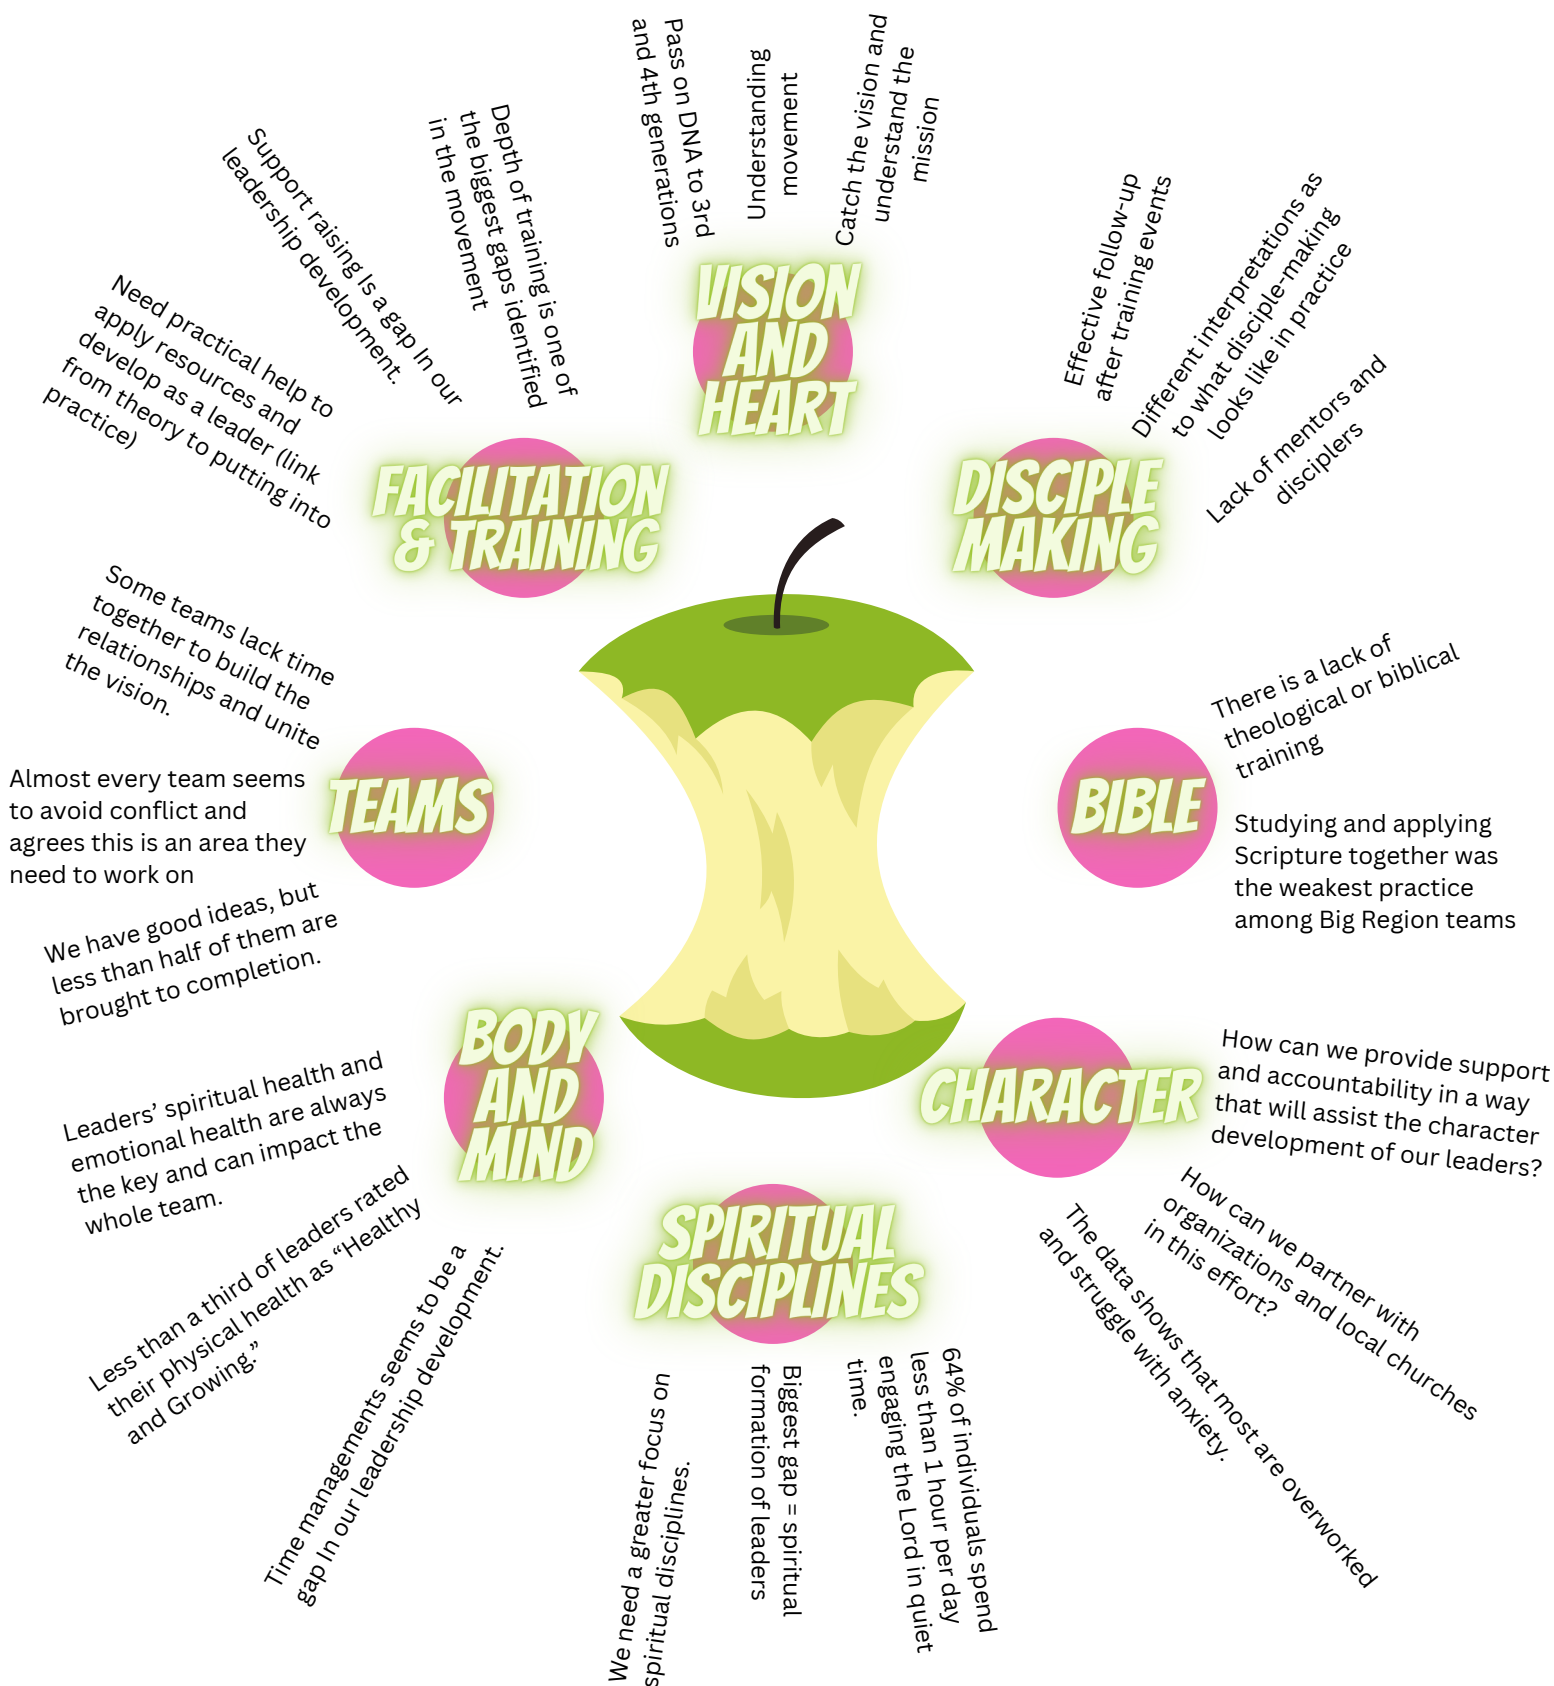 Pass on DNA to 3rd
and 4th generations
Understanding
movement
Catch the vision and
understand the
mission
VISION
AND
HEART
Effective follow-up
after training events
Different interpretations as
to what disciple-making
looks like in practice
Lack of mentors and
disciplers
DISCIPLE
MAKING
There is a lack of
theological or biblical
training
BIBLE
Studying and applying
Scripture together was
the weakest practice
among Big Region teams
CHARACTER
How can we provide support
and accountability in a way
that will assist the character
development of our leaders?
How can we partner with
organizations and local churches
in this effort?
The data shows that most are overworked
and struggle with anxiety.
SPIRITUAL
DISCIPLINES
64% of individuals spend
less than 1 hour per day
engaging the Lord in quiet
time.
Biggest gap = spiritual
formation of leaders
We need a greater focus on
spiritual disciplines.
BODY
AND
MIND
Time managements seems to be a
gap In our leadership development.
Less than a third of leaders rated
their physical health as “Healthy
and Growing.”
Leaders’ spiritual health and
emotional health are always
the key and can impact the
whole team.
TEAMS
We have good ideas, but
less than half of them are
brought to completion.
Almost every team seems
to avoid conflict and
agrees this is an area they
need to work on
Some teams lack time
together to build the
relationships and unite
the vision.
FACILITATION
& TRAINING
Need practical help to
apply resources and
develop as a leader (link
from theory to putting into
practice)
Support raising Is a gap In our
leadership development.
Depth of training is one of
the biggest gaps identified
in the movement